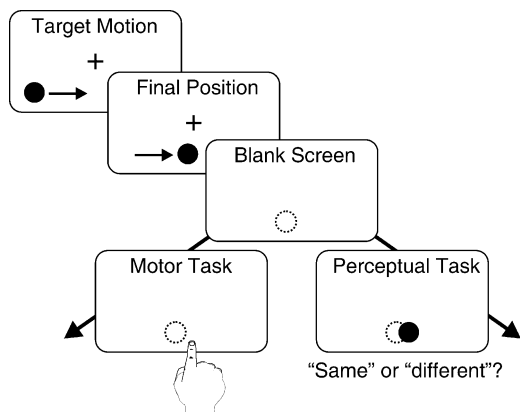 Target Motion
Final Position
Blank Screen
Motor Task
Perceptual Task
“Same” or “different”?